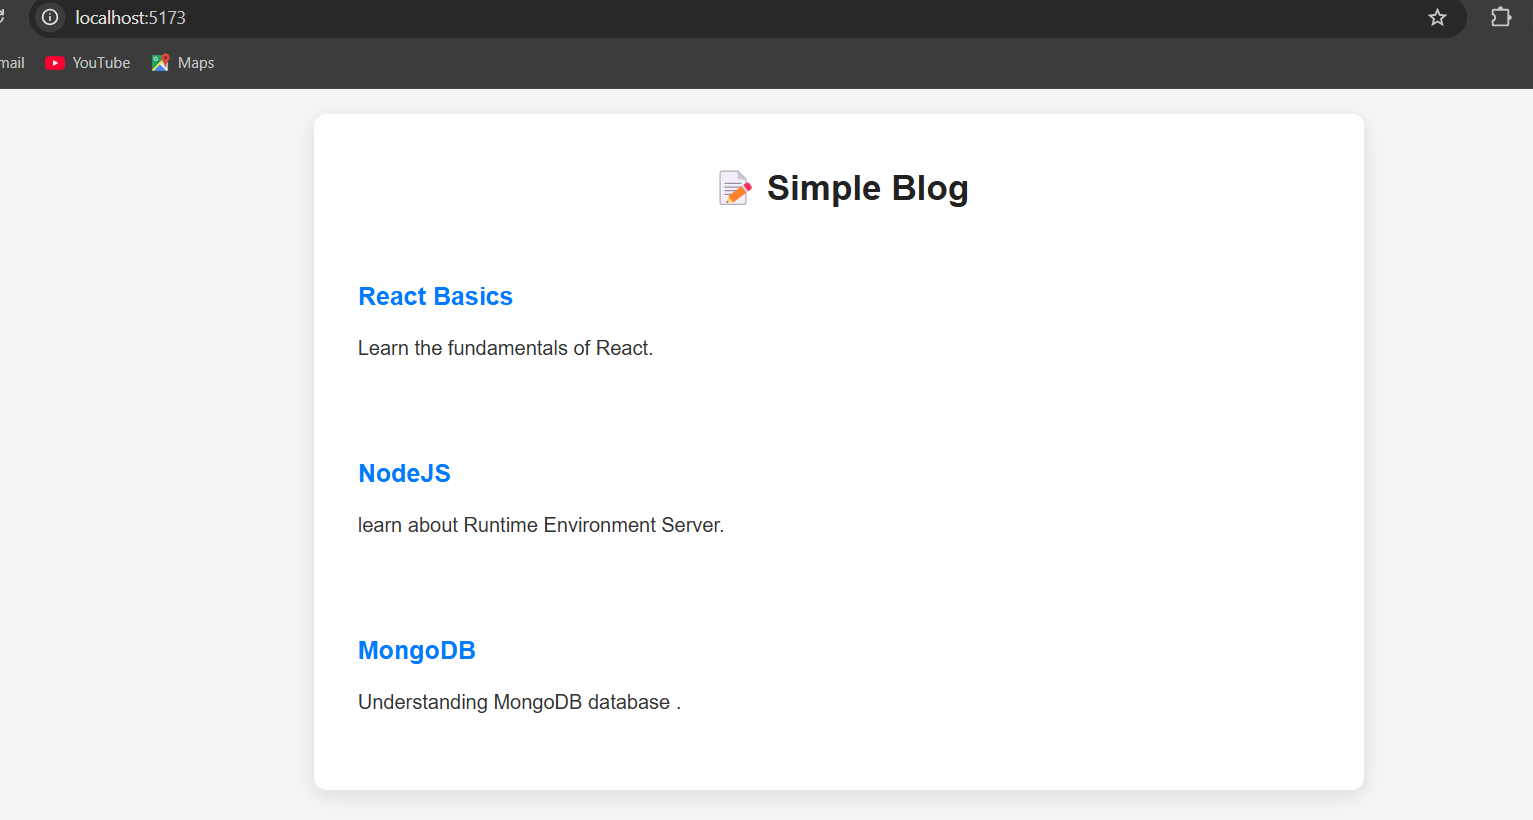 localhost:5173
mail YouTube Maps
📝 Simple Blog
React Basics
Learn the fundamentals of React.
NodeJS
learn about Runtime Environment Server.
MongoDB
Understanding MongoDB database .